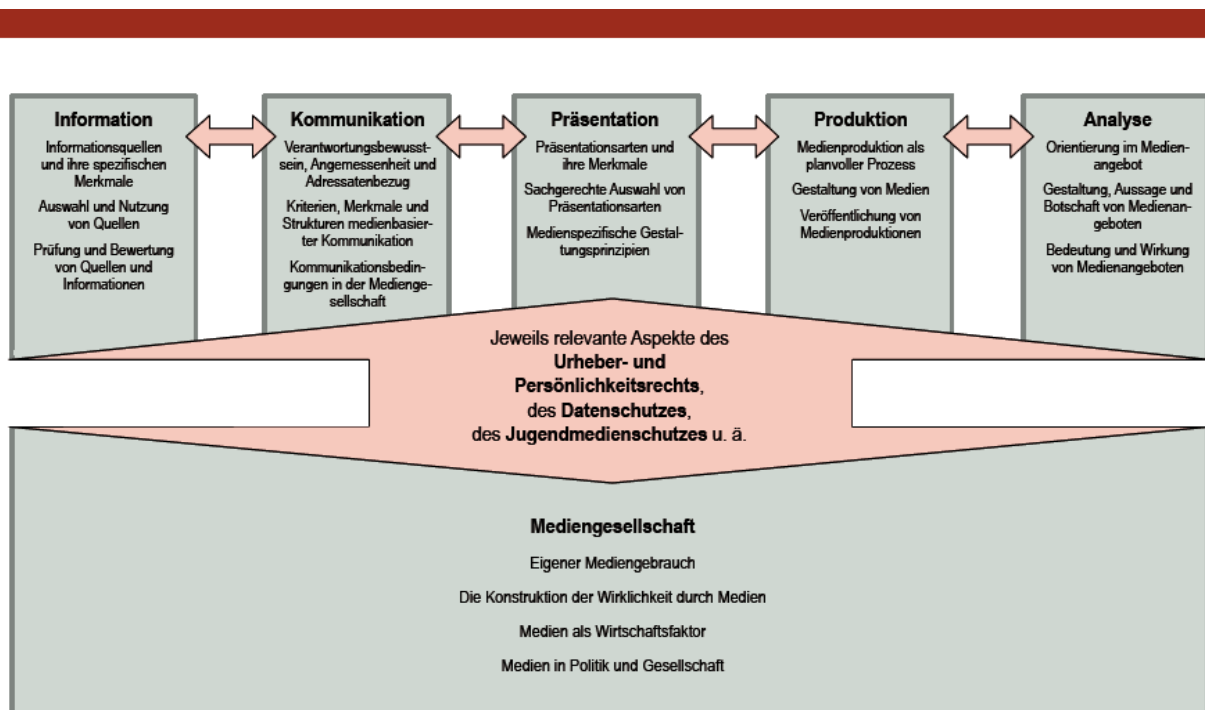 Information
Informationsquellen
und ihre spezifischen
Merkmale
Auswahl und Nutzung
von Quellen
Prüfung und Bewertung
von Quellen und
Informationen
Kommunikation
Verantwortungsbewusst-
sein, Angemessenheit und
Adressatenbezug
Kriterien, Merkmale und
Strukturen medienbasier-
ter Kommunikation
Kommunikationsbedin-
gungen in der Medienge-
sellschaft
Präsentation
Präsentationsarten und
ihre Merkmale
Sachgerechte Auswahl von
Präsentationsarten
Medienspezifische Gestal-
tungsprinzipien
Produktion
Medienproduktion als
planvoller Prozess
Gestaltung von Medien
Veröffentlichung von
Medienproduktionen
Analyse
Orientierung im Medien-
angebot
Gestaltung, Aussage und
Botschaft von Medienan-
geboten
Bedeutung und Wirkung
von Medienangeboten
Jeweils relevante Aspekte des
Urheber- und
Persönlichkeitsrechts,
des Datenschutzes,
des Jugendmedienschutzes u. ä.
Mediengesellschaft
Eigener Mediengebrauch
Die Konstruktion der Wirklichkeit durch Medien
Medien als Wirtschaftsfaktor
Medien in Politik und Gesellschaft